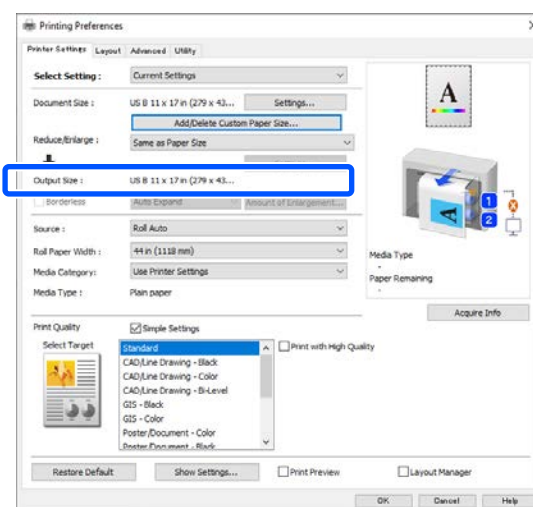 Printing Preferences
Printer Settings Layout Advanced Utility
Select Setting : Current Settings
Document Size : US B 11 x 17 in (279 x 43... Settings...
Add/Delete Custom Paper Size...
Reduce/Enlarge : Same as Paper Size
Output Size : US B 11 x 17 in (279 x 43...
Borderless Auto Expand Amount of Enlargement...
Source : Roll Auto
Roll Paper Width : 44 in (1118 mm)
Media Category: Use Printer Settings
Media Type : Plain paper
A
A
1
2
Media Type
-
Paper Remaining
-
Acquire Info
Print Quality Simple Settings
Select Target
Standard
CAD/Line Drawing - Black
CAD/Line Drawing - Color
CAD/Line Drawing - Bi-Level
GIS - Black
GIS - Color
Poster/Document - Color
Poster/Document - Black
Print with High Quality
Restore Default Show Settings... Print Preview Layout Manager
OK Cancel Help